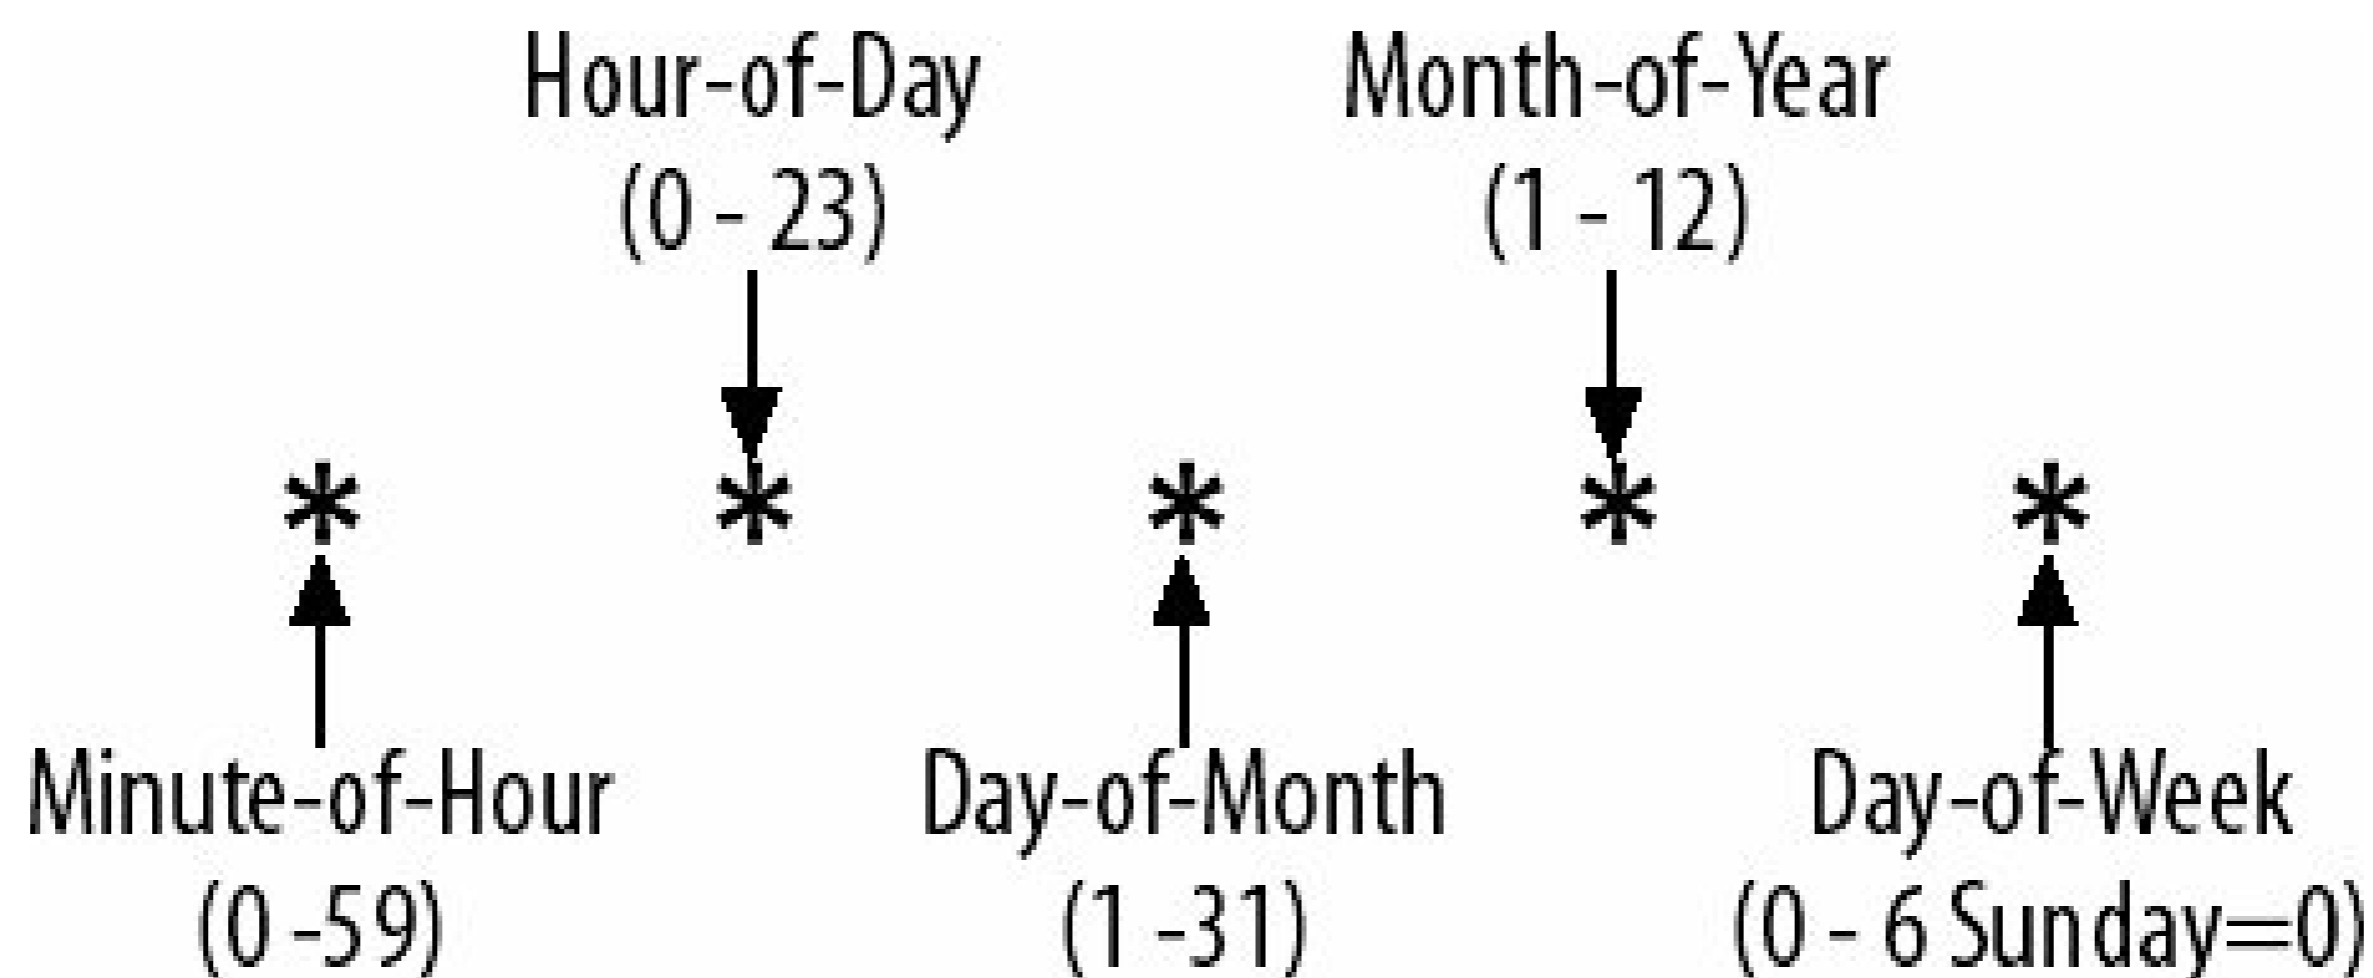 Hour-of-Day Month-of-Year
(0 - 23) (1 - 12)
* * * * *
Minute-of-Hour Day-of-Month Day-of-Week
(0 -59) (1 -31) (0 - 6 Sunday=0)